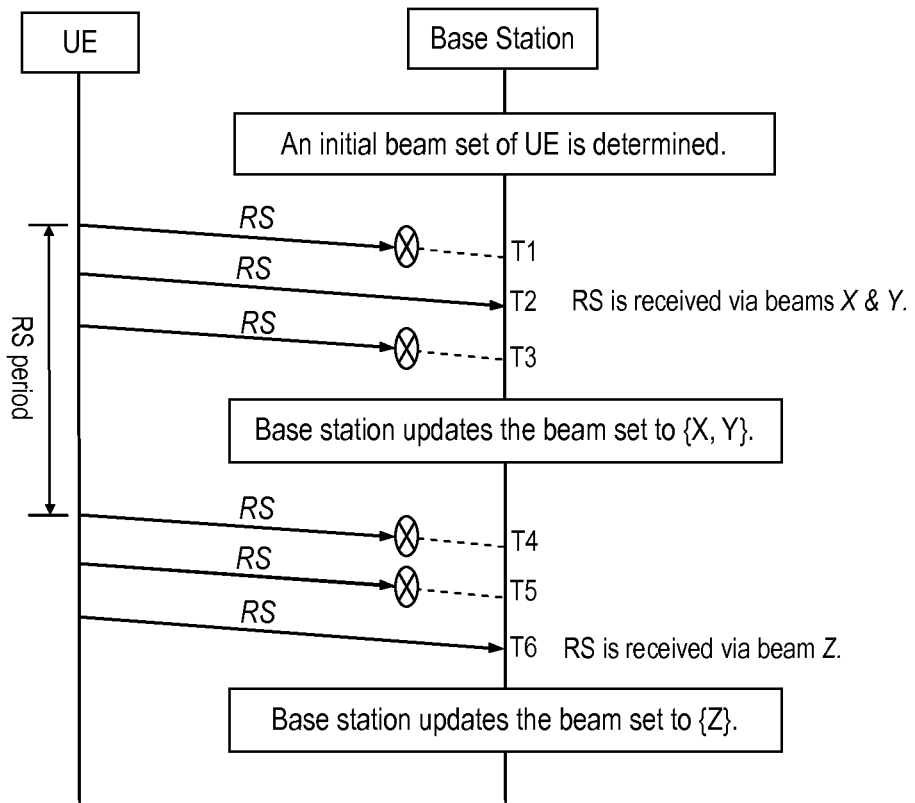 UE
Base Station
An initial beam set of UE is determined.
RS
T1
RS
T2 RS is received via beams X & Y.
RS
T3
RS period
Base station updates the beam set to {X, Y}.
RS
T4
RS
T5
RS
T6 RS is received via beam Z.
Base station updates the beam set to {Z}.